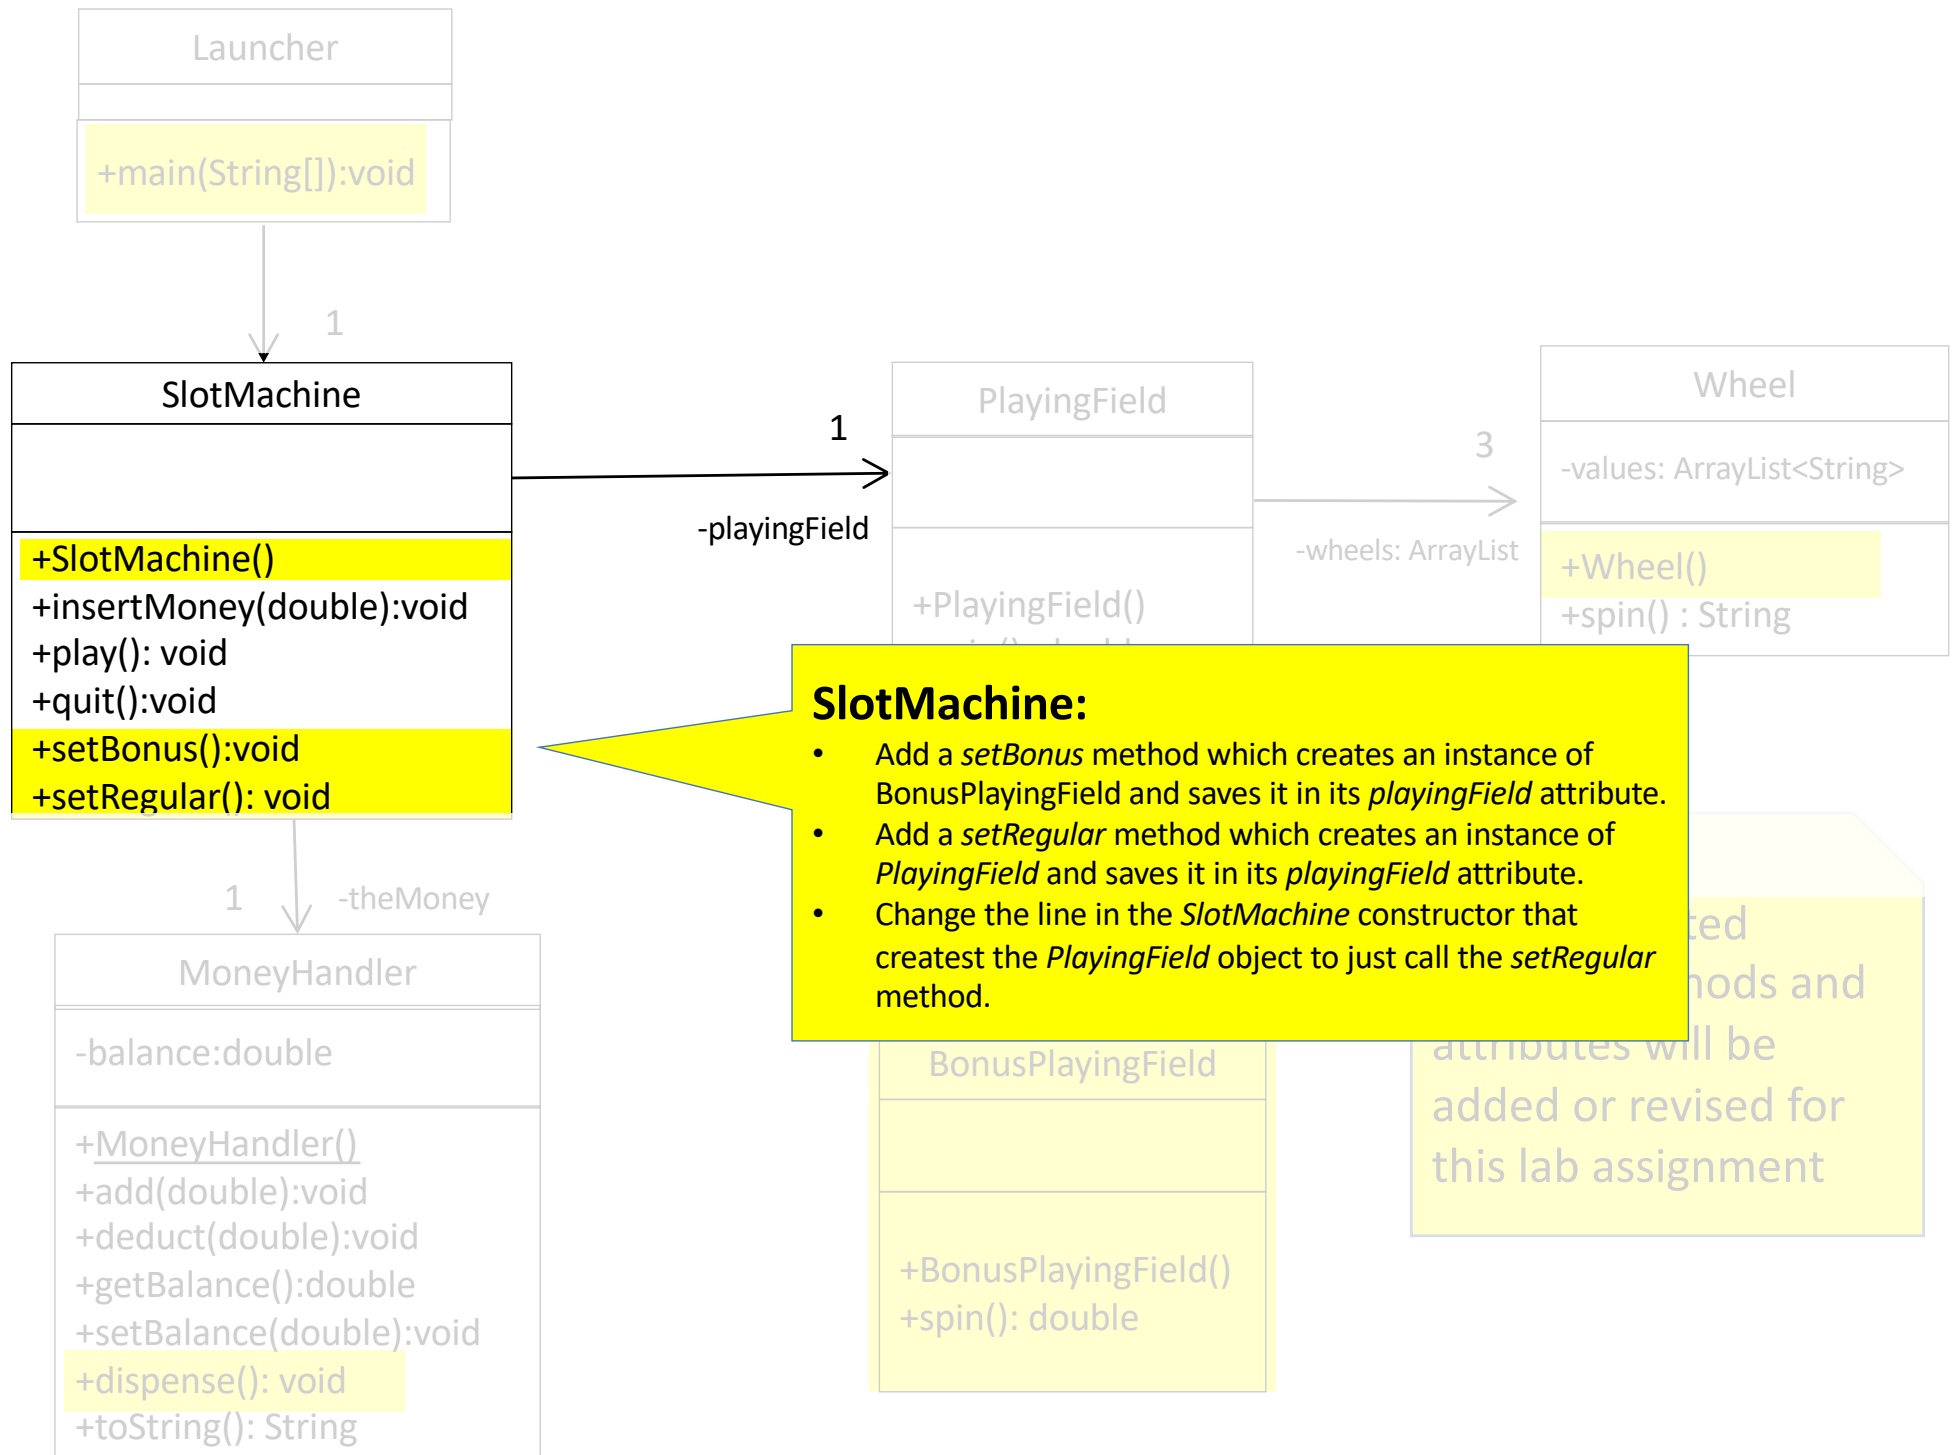 Launcher
+main(String[]):void
1
SlotMachine
+SlotMachine()
+insertMoney(double):void
+play(): void
+quit():void
+setBonus():void
+setRegular(): void
1
-playingField
PlayingField
+PlayingField()
3
-wheels: ArrayList
Wheel
-values: ArrayList<String>
+Wheel()
+spin() : String
SlotMachine:
• Add a setBonus method which creates an instance of
BonusPlayingField and saves it in its playingField attribute.
• Add a setRegular method which creates an instance of
PlayingField and saves it in its playingField attribute.
• Change the line in the SlotMachine constructor that
createst the PlayingField object to just call the setRegular
method.
1
-theMoney
MoneyHandler
-balance:double
+MoneyHandler()
+add(double):void
+deduct(double):void
+getBalance():double
+setBalance(double):void
+dispense(): void
+toString(): String
BonusPlayingField
+BonusPlayingField()
+spin(): double
and
attributes will be
added or revised for
this lab assignment